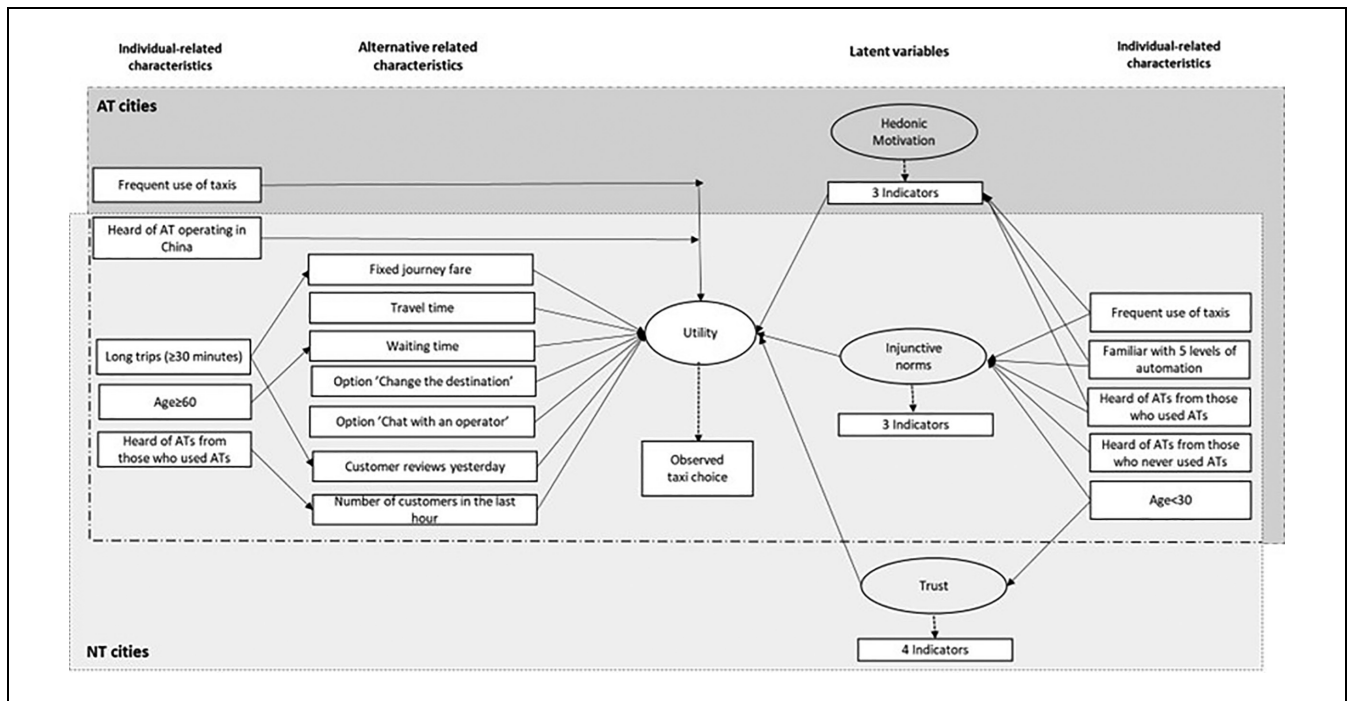 Individual-related
characteristics
Alternative related
characteristics
Latent variables
Individual-related
characteristics
AT cities
Hedonic
Motivation
3 Indicators
Frequent use of taxis
Heard of AT operating in
China
Fixed journey fare
Travel time
Waiting time
Option 'Change the destination'
Option 'Chat with an operator'
Customer reviews yesterday
Number of customers in the last
hour
Long trips (≥30 minutes)
Age≥60
Heard of ATs from
those who used ATs
Utility
Observed
taxi choice
Injunctive
norms
3 Indicators
Frequent use of taxis
Familiar with 5 levels of
automation
Heard of ATs from those
who used ATs
Heard of ATs from those
who never used ATs
Age<30
Trust
4 Indicators
NT cities